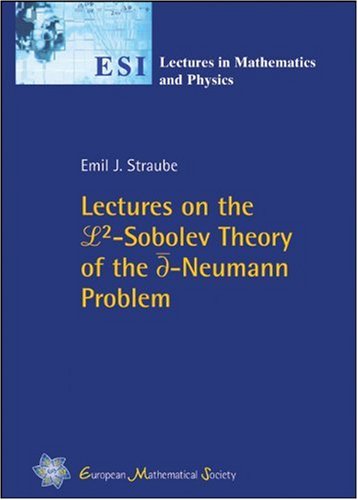 ESI Lectures in Mathematics
and Physics
Emil J. Straube
Lectures on the
ℒ²-Sobolev Theory
of the ∂̄-Neumann
Problem
European Mathematical Society